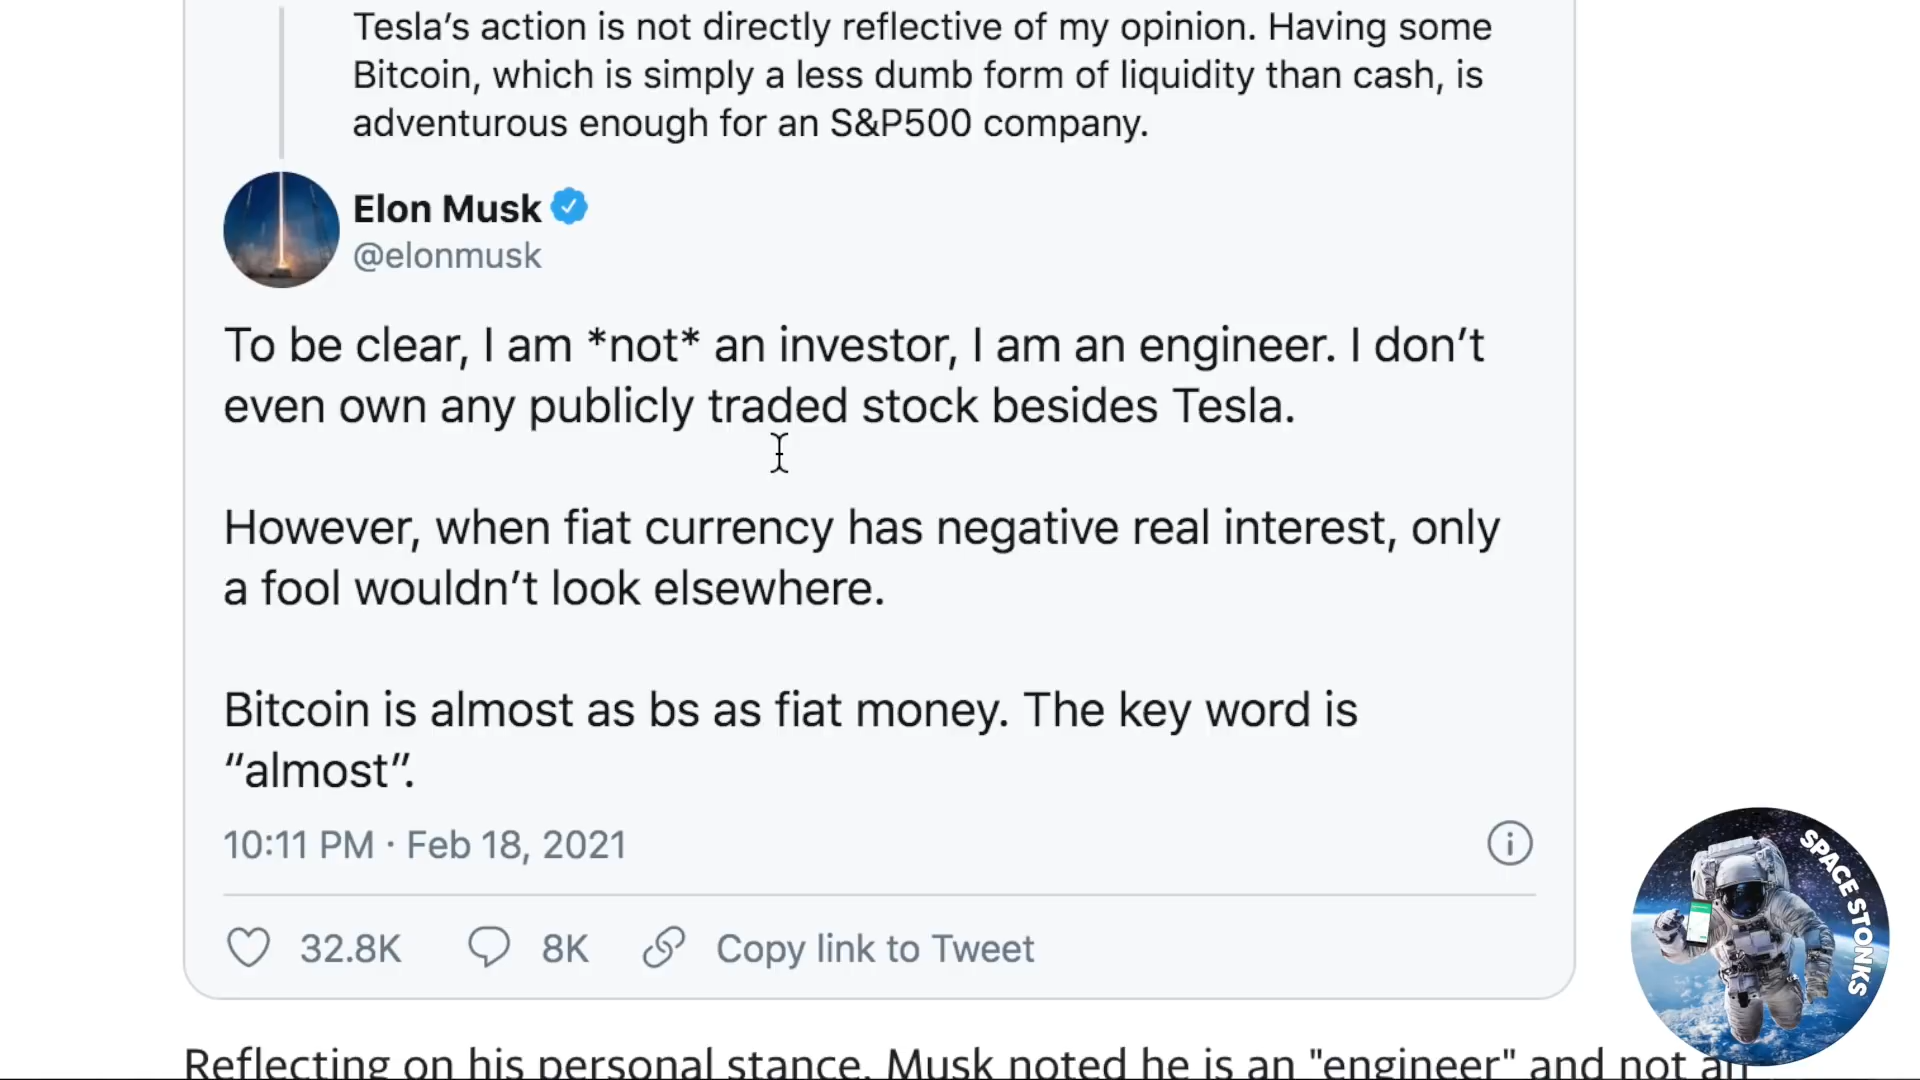 Tesla’s action is not directly reflective of my opinion. Having some
Bitcoin, which is simply a less dumb form of liquidity than cash, is
adventurous enough for an S&P500 company.
Elon Musk
@elonmusk
To be clear, I am *not* an investor, I am an engineer. I don’t
even own any publicly traded stock besides Tesla.
However, when fiat currency has negative real interest, only
a fool wouldn’t look elsewhere.
Bitcoin is almost as bs as fiat money. The key word is
“almost”.
10:11 PM · Feb 18, 2021
32.8K 8K Copy link to Tweet
SPACE STONKS
Reflecting on his personal stance, Musk noted he is an "engineer" and not an